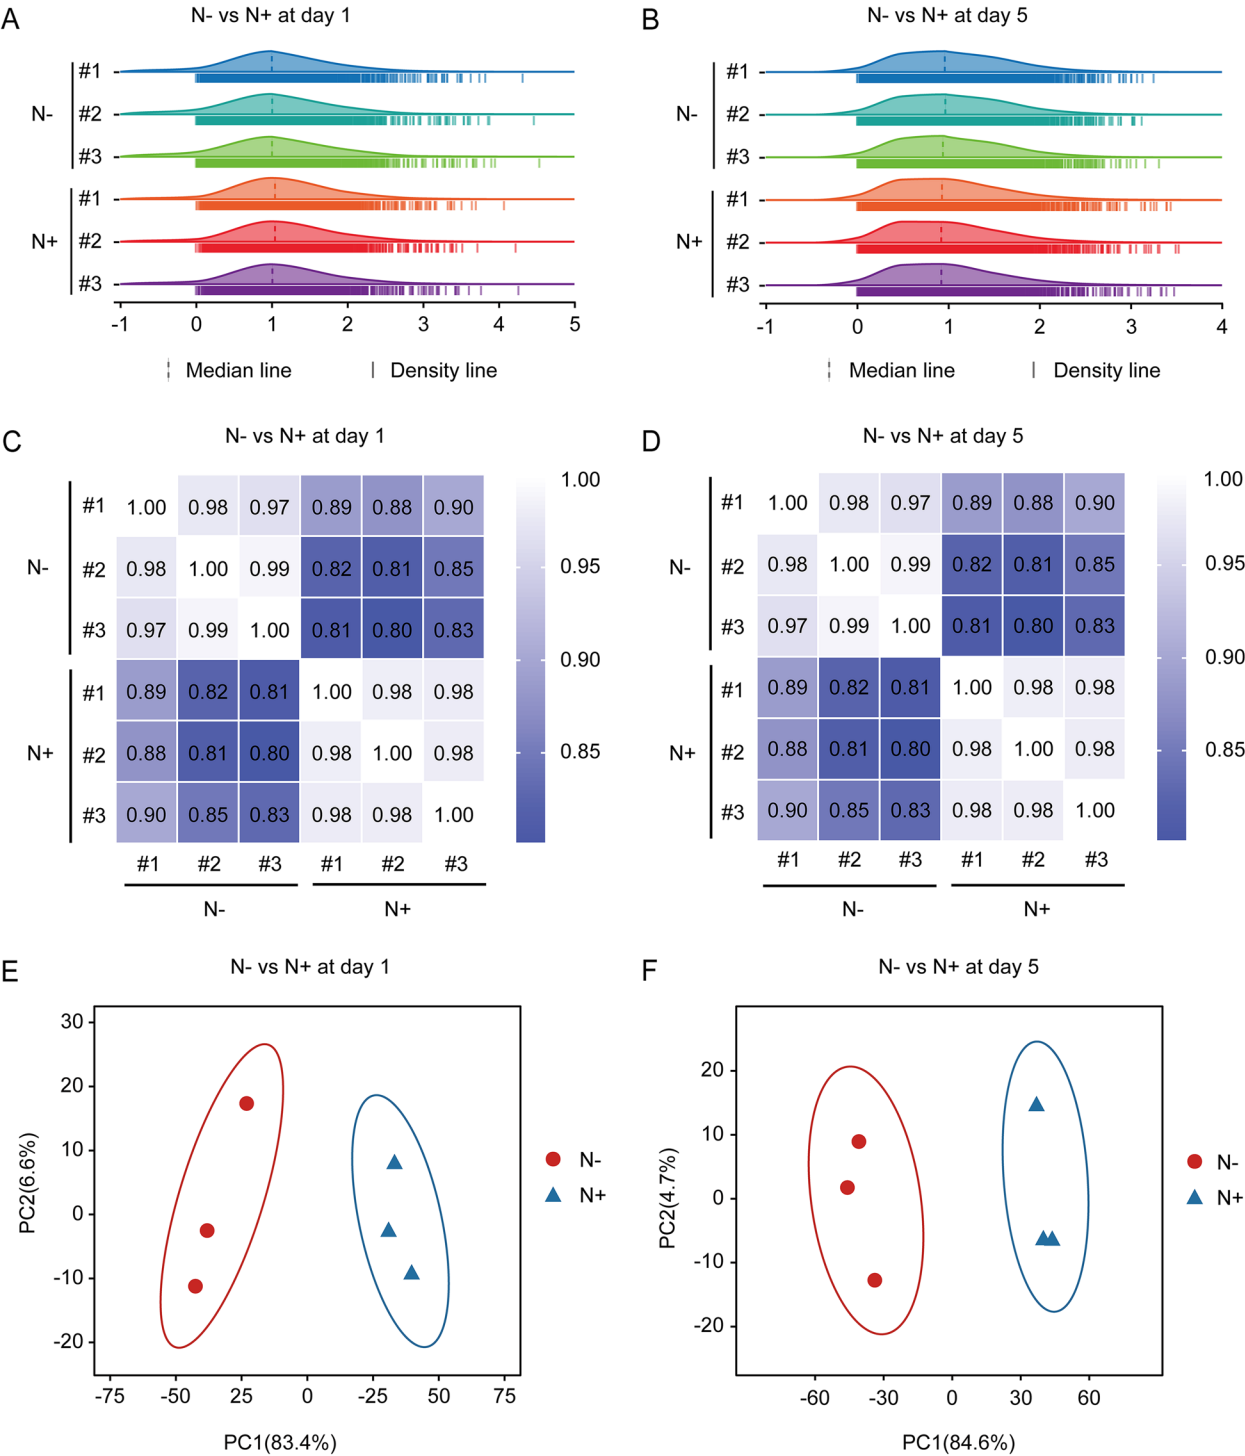 A
N- vs N+ at day 1
N-
#1
#2
#3
N+
#1
#2
#3
-1 0 1 2 3 4 5
Median line Density line
B
N- vs N+ at day 5
N-
#1
#2
#3
N+
#1
#2
#3
-1 0 1 2 3 4
Median line Density line
C
N- vs N+ at day 1
N-
#1 1.00 0.98 0.97 0.89 0.88 0.90
#2 0.98 1.00 0.99 0.82 0.81 0.85
#3 0.97 0.99 1.00 0.81 0.80 0.83
N+
#1 0.89 0.82 0.81 1.00 0.98 0.98
#2 0.88 0.81 0.80 0.98 1.00 0.98
#3 0.90 0.85 0.83 0.98 0.98 1.00
#1 #2 #3 #1 #2 #3
N- N+
1.00
0.95
0.90
0.85
D
N- vs N+ at day 5
N-
#1 1.00 0.98 0.97 0.89 0.88 0.90
#2 0.98 1.00 0.99 0.82 0.81 0.85
#3 0.97 0.99 1.00 0.81 0.80 0.83
N+
#1 0.89 0.82 0.81 1.00 0.98 0.98
#2 0.88 0.81 0.80 0.98 1.00 0.98
#3 0.90 0.85 0.83 0.98 0.98 1.00
#1 #2 #3 #1 #2 #3
N- N+
1.00
0.95
0.90
0.85
E
N- vs N+ at day 1
PC2(6.6%)
30
20
10
0
-10
-20
-75 -50 25 0 -25 50 75
PC1(83.4%)
N-
N+
F
N- vs N+ at day 5
PC2(4.7%)
20
10
0
-10
-20
-60 -30 0 30 60
PC1(84.6%)
N-
N+